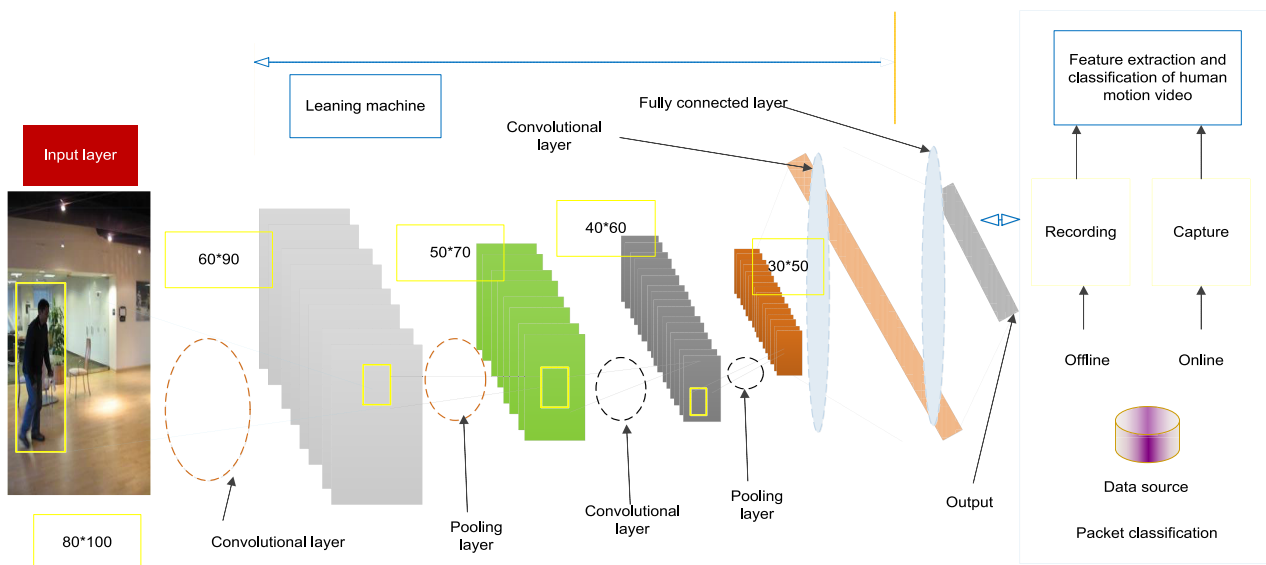 Input layer
80*100
Leaning machine
60*90
Convolutional layer
50*70
Pooling
layer
40*60
Convolutional
layer
30*50
Pooling
layer
Convolutional
layer
Fully connected layer
Output
Feature extraction and
classification of human
motion video
Recording
Capture
Offline
Online
Data source
Packet classification